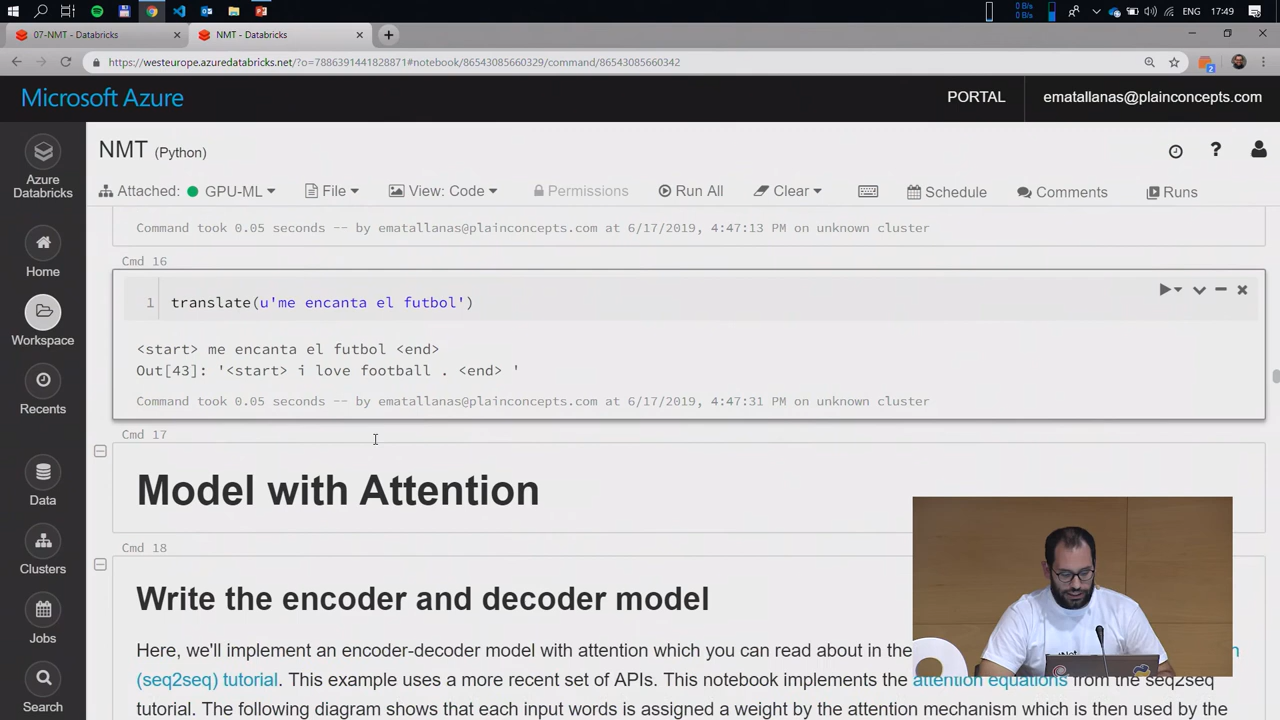 ENG 17:49
07-NMT - Databricks
NMT - Databricks
https://westeurope.azuredatabricks.net/?o=7886391441828871#notebook/86543085660329/command/86543085660342
2
Microsoft Azure
PORTAL
ematallanas@plainconcepts.com
Azure
Databricks
Home
Workspace
Recents
Data
Clusters
Jobs
Search
NMT (Python)
?
Attached: GPU-ML File View: Code Permissions Run All Clear Schedule Comments Runs
Command took 0.05 seconds -- by ematallanas@plainconcepts.com at 6/17/2019, 4:47:13 PM on unknown cluster
Cmd 16
1 translate(u'me encanta el futbol')
<start> me encanta el futbol <end>
Out[43]: '<start> i love football . <end> '
Command took 0.05 seconds -- by ematallanas@plainconcepts.com at 6/17/2019, 4:47:31 PM on unknown cluster
Cmd 17
Model with Attention
Cmd 18
Write the encoder and decoder model
Here, we'll implement an encoder-decoder model with attention which you can read about in the
(seq2seq) tutorial. This example uses a more recent set of APIs. This notebook implements the attention equations from the seq2seq
tutorial. The following diagram shows that each input words is assigned a weight by the attention mechanism which is then used by the